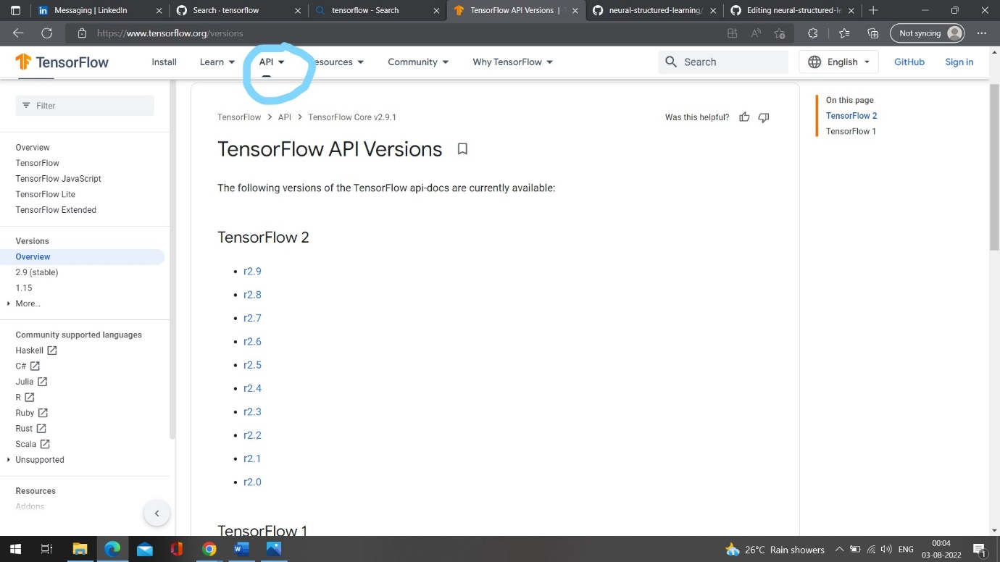 Messaging | LinkedIn
Search · tensorflow
tensorflow - Search
TensorFlow API Versions |
neural-structured-learning/
Editing neural-structured-le
https://www.tensorflow.org/versions
Not syncing
TensorFlow
Install
Learn
API
esources
Community
Why TensorFlow
Search
English
GitHub
Sign in
Filter
Overview
TensorFlow
TensorFlow JavaScript
TensorFlow Lite
TensorFlow Extended
Versions
Overview
2.9 (stable)
1.15
More...
Community supported languages
Haskell
C#
Julia
R
Ruby
Rust
Scala
Unsupported
Resources
Addons
TensorFlow > API > TensorFlow Core v2.9.1
Was this helpful?
TensorFlow API Versions
The following versions of the TensorFlow api-docs are currently available:
TensorFlow 2
r2.9
r2.8
r2.7
r2.6
r2.5
r2.4
r2.3
r2.2
r2.1
r2.0
TensorFlow 1
On this page
TensorFlow 2
TensorFlow 1
26°C Rain showers
ENG
00:04
03-08-2022
1